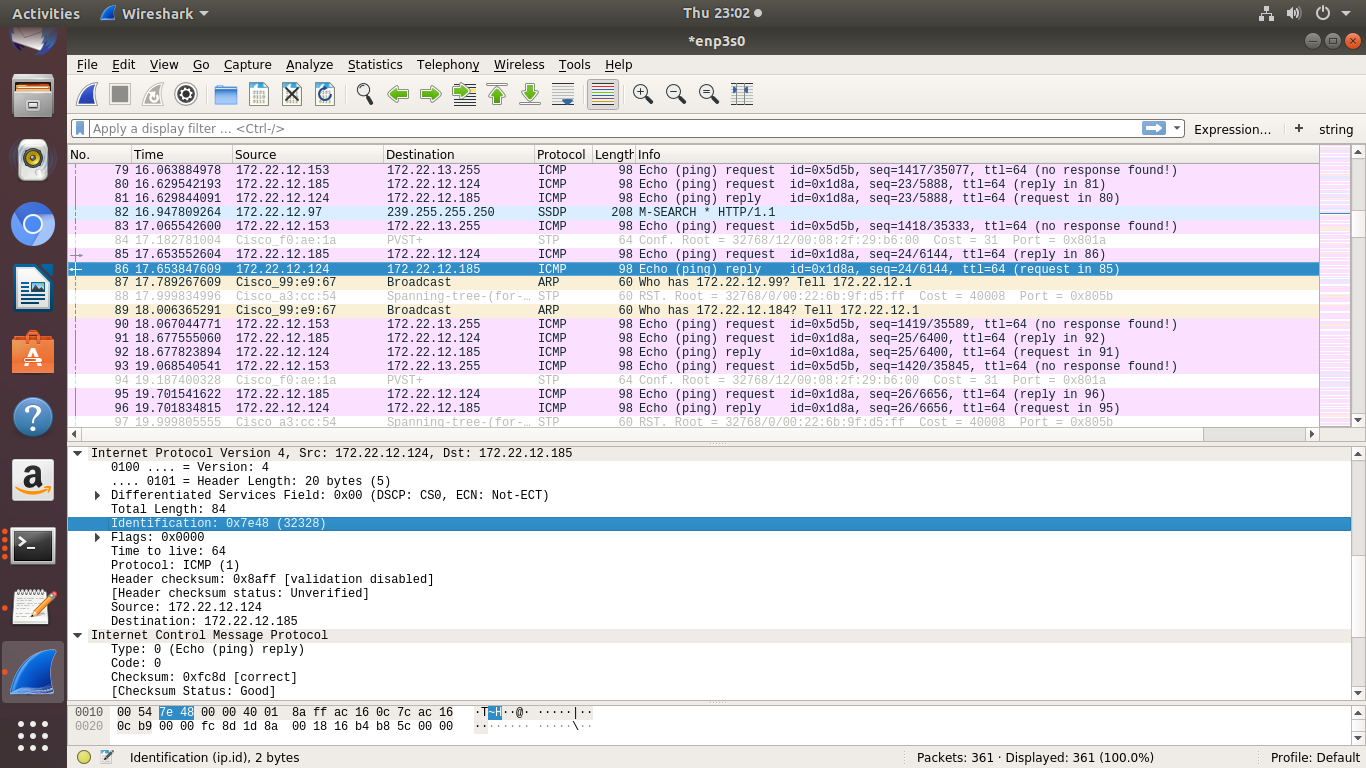 Activities Wireshark Thu 23:02
*enp3s0
File Edit View Go Capture Analyze Statistics Telephony Wireless Tools Help
Apply a display filter … <Ctrl-/> Expression… + string
No. Time Source Destination Protocol Length Info
79 16.063884978 172.22.12.153 172.22.13.255 ICMP 98 Echo (ping) request id=0x5d5b, seq=1417/35077, ttl=64 (no response found!)
80 16.629542193 172.22.12.185 172.22.12.124 ICMP 98 Echo (ping) request id=0x1d8a, seq=23/5888, ttl=64 (reply in 81)
81 16.629844091 172.22.12.124 172.22.12.185 ICMP 98 Echo (ping) reply id=0x1d8a, seq=23/5888, ttl=64 (request in 80)
82 16.947809264 172.22.12.97 239.255.255.250 SSDP 208 M-SEARCH * HTTP/1.1
83 17.065542600 172.22.12.153 172.22.13.255 ICMP 98 Echo (ping) request id=0x5d5b, seq=1418/35333, ttl=64 (no response found!)
84 17.182781004 Cisco_f0:ae:1a PVST+ STP 64 Conf. Root = 32768/12/00:08:2f:29:b6:00 Cost = 31 Port = 0x801a
85 17.653552604 172.22.12.185 172.22.12.124 ICMP 98 Echo (ping) request id=0x1d8a, seq=24/6144, ttl=64 (reply in 86)
86 17.653847609 172.22.12.124 172.22.12.185 ICMP 98 Echo (ping) reply id=0x1d8a, seq=24/6144, ttl=64 (request in 85)
87 17.789267609 Cisco_99:e9:67 Broadcast ARP 60 Who has 172.22.12.99? Tell 172.22.12.1
88 17.999834996 Cisco_a3:cc:54 Spanning-tree-(for-… STP 60 RST. Root = 32768/0/00:22:6b:9f:d5:ff Cost = 40008 Port = 0x805b
89 18.006365291 Cisco_99:e9:67 Broadcast ARP 60 Who has 172.22.12.184? Tell 172.22.12.1
90 18.067044771 172.22.12.153 172.22.13.255 ICMP 98 Echo (ping) request id=0x5d5b, seq=1419/35589, ttl=64 (no response found!)
91 18.677555060 172.22.12.185 172.22.12.124 ICMP 98 Echo (ping) request id=0x1d8a, seq=25/6400, ttl=64 (reply in 92)
92 18.677823894 172.22.12.124 172.22.12.185 ICMP 98 Echo (ping) reply id=0x1d8a, seq=25/6400, ttl=64 (request in 91)
93 19.068540541 172.22.12.153 172.22.13.255 ICMP 98 Echo (ping) request id=0x5d5b, seq=1420/35845, ttl=64 (no response found!)
94 19.187400328 Cisco_f0:ae:1a PVST+ STP 64 Conf. Root = 32768/12/00:08:2f:29:b6:00 Cost = 31 Port = 0x801a
95 19.701541622 172.22.12.185 172.22.12.124 ICMP 98 Echo (ping) request id=0x1d8a, seq=26/6656, ttl=64 (reply in 96)
96 19.701834815 172.22.12.124 172.22.12.185 ICMP 98 Echo (ping) reply id=0x1d8a, seq=26/6656, ttl=64 (request in 95)
97 19.999805555 Cisco_a3:cc:54 Spanning-tree-(for-… STP 60 RST. Root = 32768/0/00:22:6b:9f:d5:ff Cost = 40008 Port = 0x805b
Internet Protocol Version 4, Src: 172.22.12.124, Dst: 172.22.12.185
0100 .... = Version: 4
.... 0101 = Header Length: 20 bytes (5)
Differentiated Services Field: 0x00 (DSCP: CS0, ECN: Not-ECT)
Total Length: 84
Identification: 0x7e48 (32328)
Flags: 0x0000
Time to live: 64
Protocol: ICMP (1)
Header checksum: 0x8aff [validation disabled]
[Header checksum status: Unverified]
Source: 172.22.12.124
Destination: 172.22.12.185
Internet Control Message Protocol
Type: 0 (Echo (ping) reply)
Code: 0
Checksum: 0xfc8d [correct]
[Checksum Status: Good]
0010 00 54 7e 48 00 00 40 01 8a ff ac 16 0c 7c ac 16 ·T~H··@· ·····|··
0020 0c b9 00 00 fc 8d 1d 8a 00 18 16 b4 b8 5c 00 00 ········ ·····\··
Identification (ip.id), 2 bytes Packets: 361 · Displayed: 361 (100.0%) Profile: Default